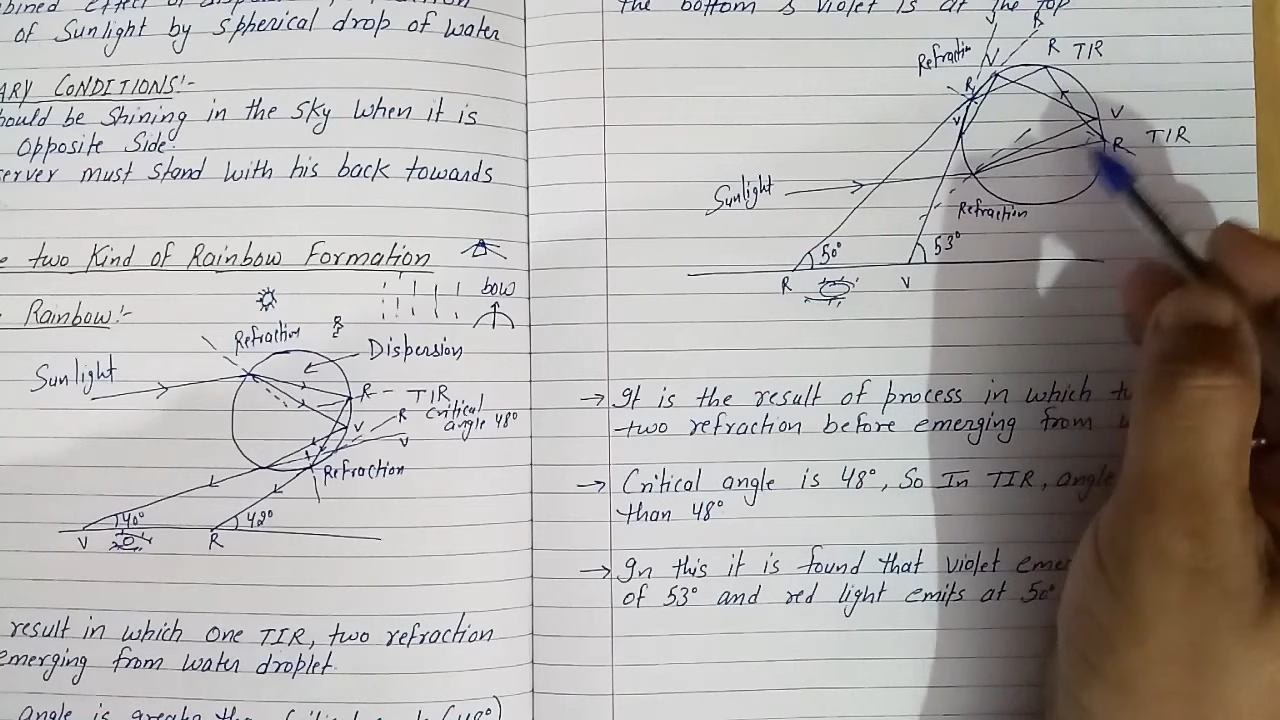 of Sunlight by Spherical drop of water
ARY CONDITIONS:-
ould be Shining in the sky when it is
Opposite Side.
erver must stand with his back towards
two Kind of Rainbow Formation
bow
Rainbow:-
Refraction
Dispersion
Sunlight
R - TIR
R Critical
angle 48°
V
V
Refraction
40°
42°
V
R
result in which one TIR, two refraction
emerging from water droplet.
the bottom & violet is at the Top
V
R
Refraction
V
R
TIR
R
V
V
R
TIR
Sunlight
Refraction
50°
53°
R
V
→ It is the result of process in which
two refraction before emerging from
→ Critical angle is 48°, So In TIR, angle
than 48°
→ In this it is found that violet
of 53° and red light emits at 50°